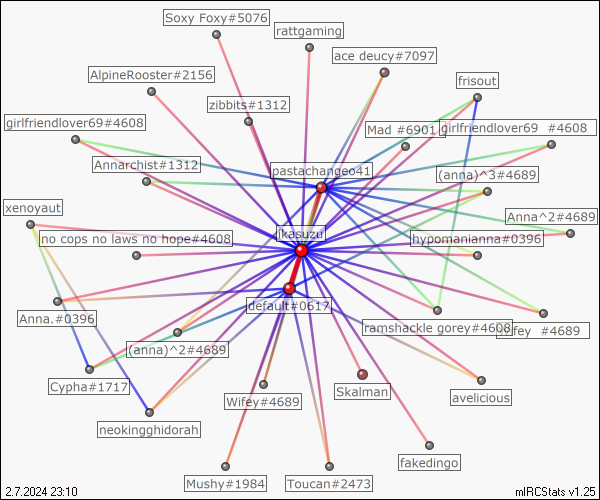 Soxy Foxy#5076
rattgaming
ace deucy#7097
AlpineRooster#2156
frisout
zibbits#1312
girlfriendlover69#4608
Mad #6901
girlfriendlover69 #4608
Annarchist#1312
pastachangeo41
(anna)^3#4689
xenoyaut
Anna^2#4689
no cops no laws no hope#4608
ikasuzu
hypomanianna#0396
default#0617
Anna.#0396
ramshackle gorey#4608
#4689
(anna)^2#4689
Cypha#1717
Skalman
Wifey#4689
avelicious
neokingghidorah
fakedingo
Mushy#1984
Toucan#2473
2.7.2024 23:10
mIRCStats v1.25